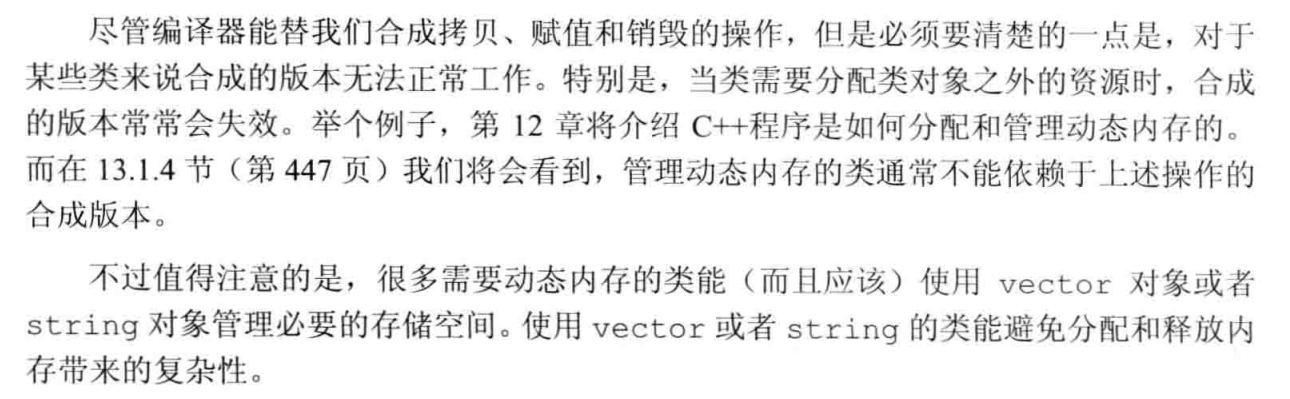 尽管编译器能替我们合成拷贝、赋值和销毁的操作，但是必须要清楚的一点是，对于
某些类来说合成的版本无法正常工作。特别是，当类需要分配类对象之外的资源时，合成
的版本常常会失效。举个例子，第 12 章将介绍 C++程序是如何分配和管理动态内存的。
而在 13.1.4 节（第 447 页）我们将会看到，管理动态内存的类通常不能依赖于上述操作的
合成版本。
不过值得注意的是，很多需要动态内存的类能（而且应该）使用 vector 对象或者
string 对象管理必要的存储空间。使用 vector 或者 string 的类能避免分配和释放内
存带来的复杂性。